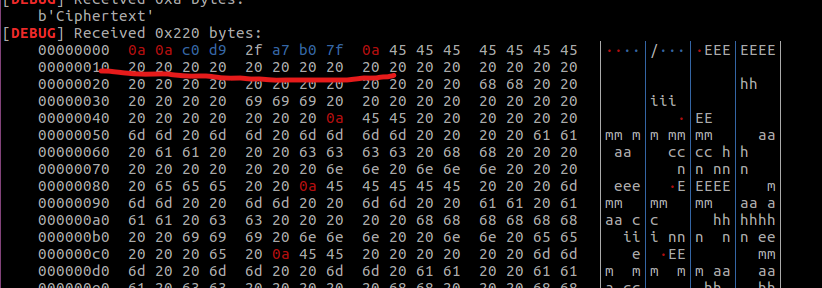 [DEBUG] Received 0xa bytes:
b'Ciphertext'
[DEBUG] Received 0x220 bytes:
00000000 0a 0a c0 d9 2f a7 b0 7f 0a 45 45 45 45 45 45 45 │····│/···│·EEE│EEEE│
00000010 20 20 20 20 20 20 20 20 20 20 20 20 20 20 20 20
00000020 20 20 20 20 20 20 20 20 20 20 20 20 68 68 20 20 hh
00000030 20 20 20 20 69 69 69 20 20 20 20 20 20 20 20 20 iii
00000040 20 20 20 20 20 20 20 0a 45 45 20 20 20 20 20 20 · EE
00000050 6d 6d 20 6d 6d 20 6d 6d 6d 6d 20 20 20 20 61 61 mm m m mm mm aa
00000060 20 61 61 20 20 20 63 63 63 63 20 68 68 20 20 20 aa cc cc h h
00000070 20 20 20 20 20 20 20 6e 6e 20 6e 6e 6e 20 20 20 n n nn n
00000080 20 65 65 65 20 20 0a 45 45 45 45 45 20 20 20 6d eee ·E EEEE m
00000090 6d 6d 20 20 6d 6d 20 20 6d 6d 20 20 61 61 20 61 mm mm mm aa a
000000a0 61 61 20 63 63 20 20 20 20 20 68 68 68 68 68 68 aa c c hh hhhh
000000b0 20 20 69 69 69 20 6e 6e 6e 20 20 6e 6e 20 65 65 ii i nn n n n ee
000000c0 20 20 20 65 20 0a 45 45 20 20 20 20 20 20 6d 6d e ·EE mm
000000d0 6d 20 20 6d 20 20 20 6d 20 61 61 20 20 20 61 61 m m m m aa aa